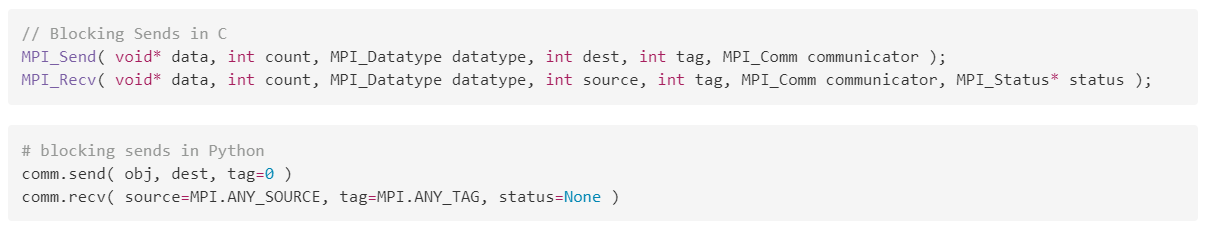 // Blocking Sends in C
MPI_Send( void* data, int count, MPI_Datatype datatype, int dest, int tag, MPI_Comm communicator );
MPI_Recv( void* data, int count, MPI_Datatype datatype, int source, int tag, MPI_Comm communicator, MPI_Status* status );
# blocking sends in Python
comm.send( obj, dest, tag=0 )
comm.recv( source=MPI.ANY_SOURCE, tag=MPI.ANY_TAG, status=None )